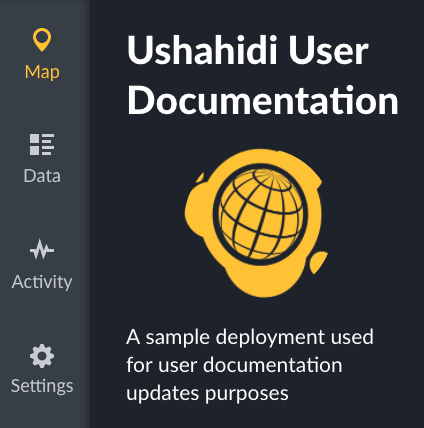 Map
Data
Activity
Settings
Ushahidi User
Documentation
A sample deployment used
for user documentation
updates purposes